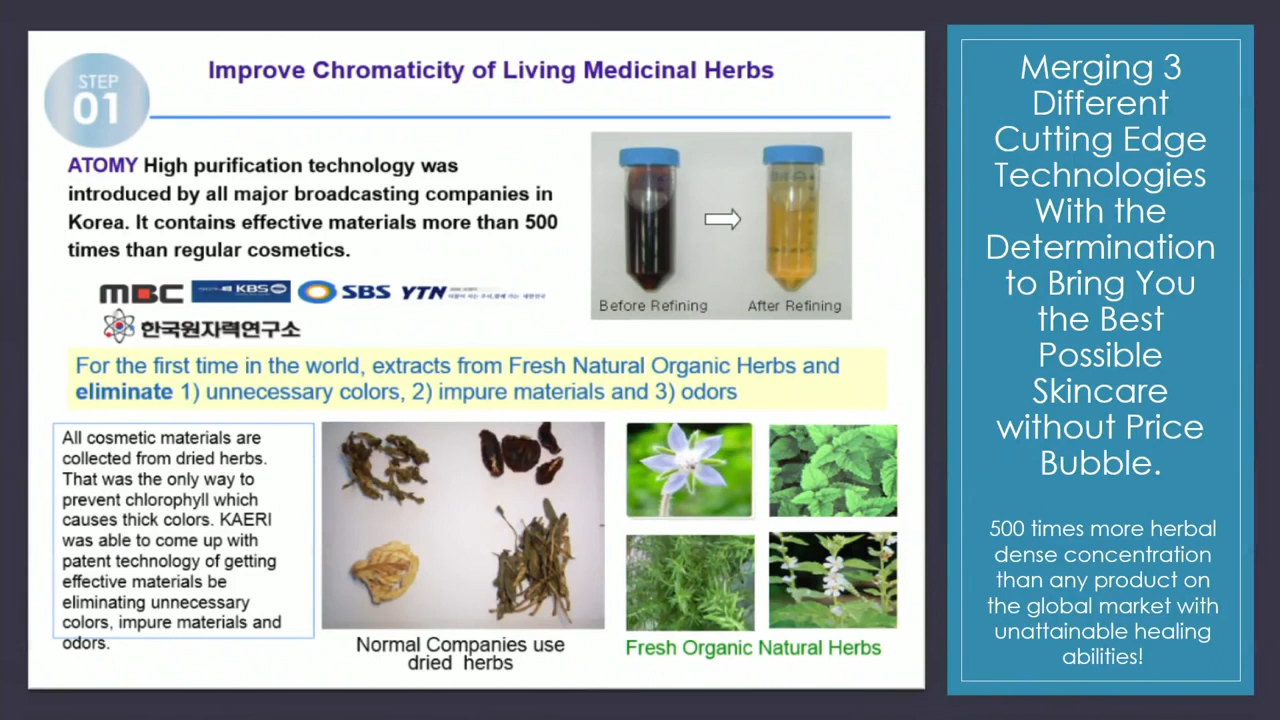 STEP
01
Improve Chromaticity of Living Medicinal Herbs
ATOMY High purification technology was
introduced by all major broadcasting companies in
Korea. It contains effective materials more than 500
times than regular cosmetics.
MBC KBS SBS YTN
한국원자력연구소
Before Refining After Refining
For the first time in the world, extracts from Fresh Natural Organic Herbs and
eliminate 1) unnecessary colors, 2) impure materials and 3) odors
All cosmetic materials are
collected from dried herbs.
That was the only way to
prevent chlorophyll which
causes thick colors. KAERI
was able to come up with
patent technology of getting
effective materials be
eliminating unnecessary
colors, impure materials and
odors.
Normal Companies use
dried herbs
Fresh Organic Natural Herbs
Merging 3
Different
Cutting Edge
Technologies
With the
Determination
to Bring You
the Best
Possible
Skincare
without Price
Bubble.
500 times more herbal
dense concentration
than any product on
the global market with
unattainable healing
abilities!